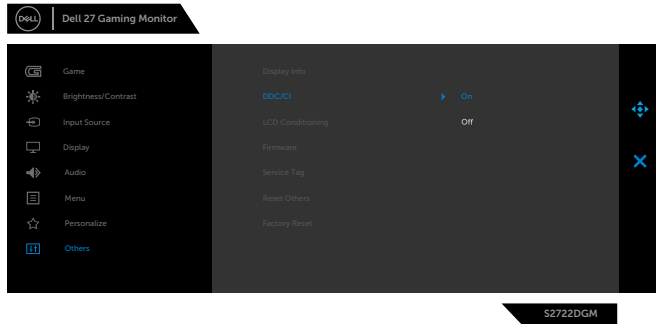 DELL
Dell 27 Gaming Monitor
Game
Display Info
Brightness/Contrast
DDC/CI
On
Input Source
LCD Conditioning
Off
Display
Firmware
Audio
Service Tag
Menu
Reset Others
Personalize
Factory Reset
Others
S2722DGM